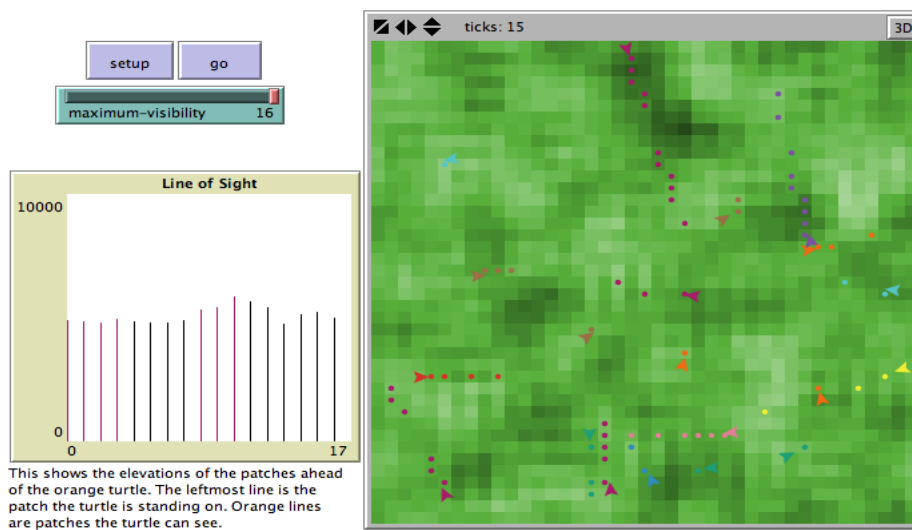 ticks: 15
3D
setup
go
maximum-visibility 16
Line of Sight
10000
0
0 17
This shows the elevations of the patches ahead
of the orange turtle. The leftmost line is the
patch the turtle is standing on. Orange lines
are patches the turtle can see.